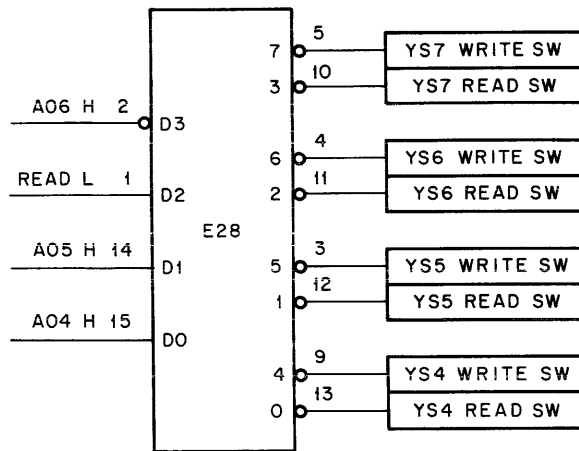 5
7 YS7 WRITE SW
10
3 YS7 READ SW
A06 H 2
D3
4
6 YS6 WRITE SW
READ L 1
D2
11
2 YS6 READ SW
E28
A05 H 14
D1
3
5 YS5 WRITE SW
12
1 YS5 READ SW
A04 H 15
D0
9
4 YS4 WRITE SW
13
0 YS4 READ SW